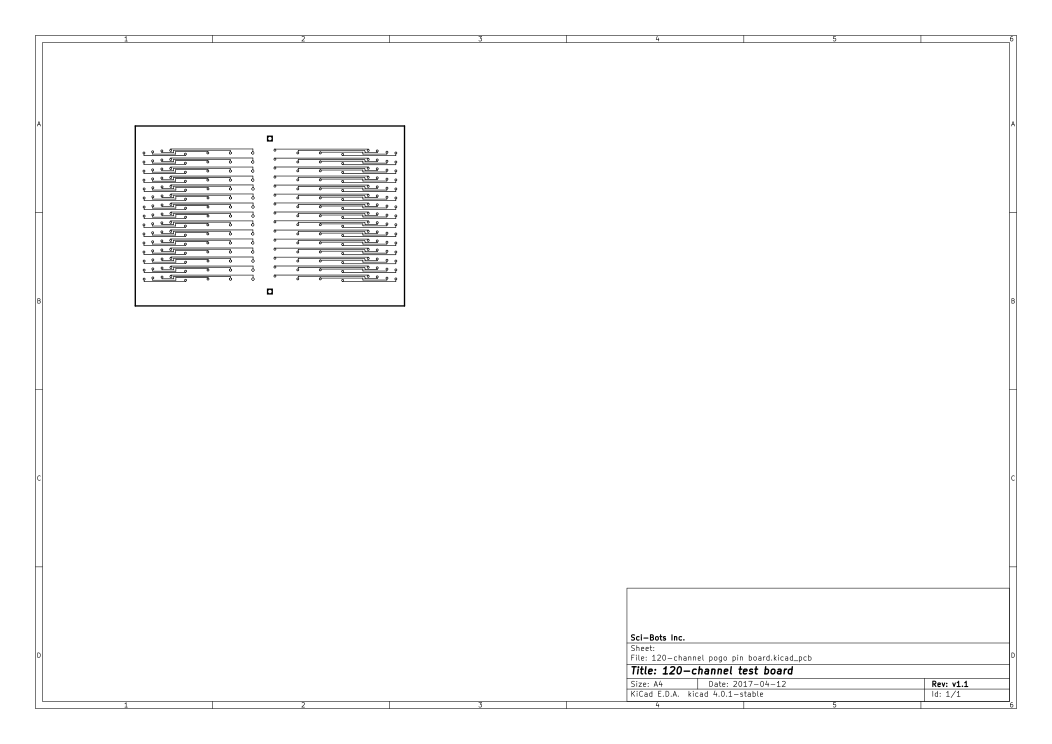 1 2 3 4 5 6
A A
B B
C C
Sci-Bots Inc.
Sheet:
File: 120-channel pogo pin board.kicad_pcb
D D
Title: 120-channel test board
Size: A4 Date: 2017-04-12 Rev: v1.1
KiCad E.D.A. kicad 4.0.1-stable Id: 1/1
1 2 3 4 5 6